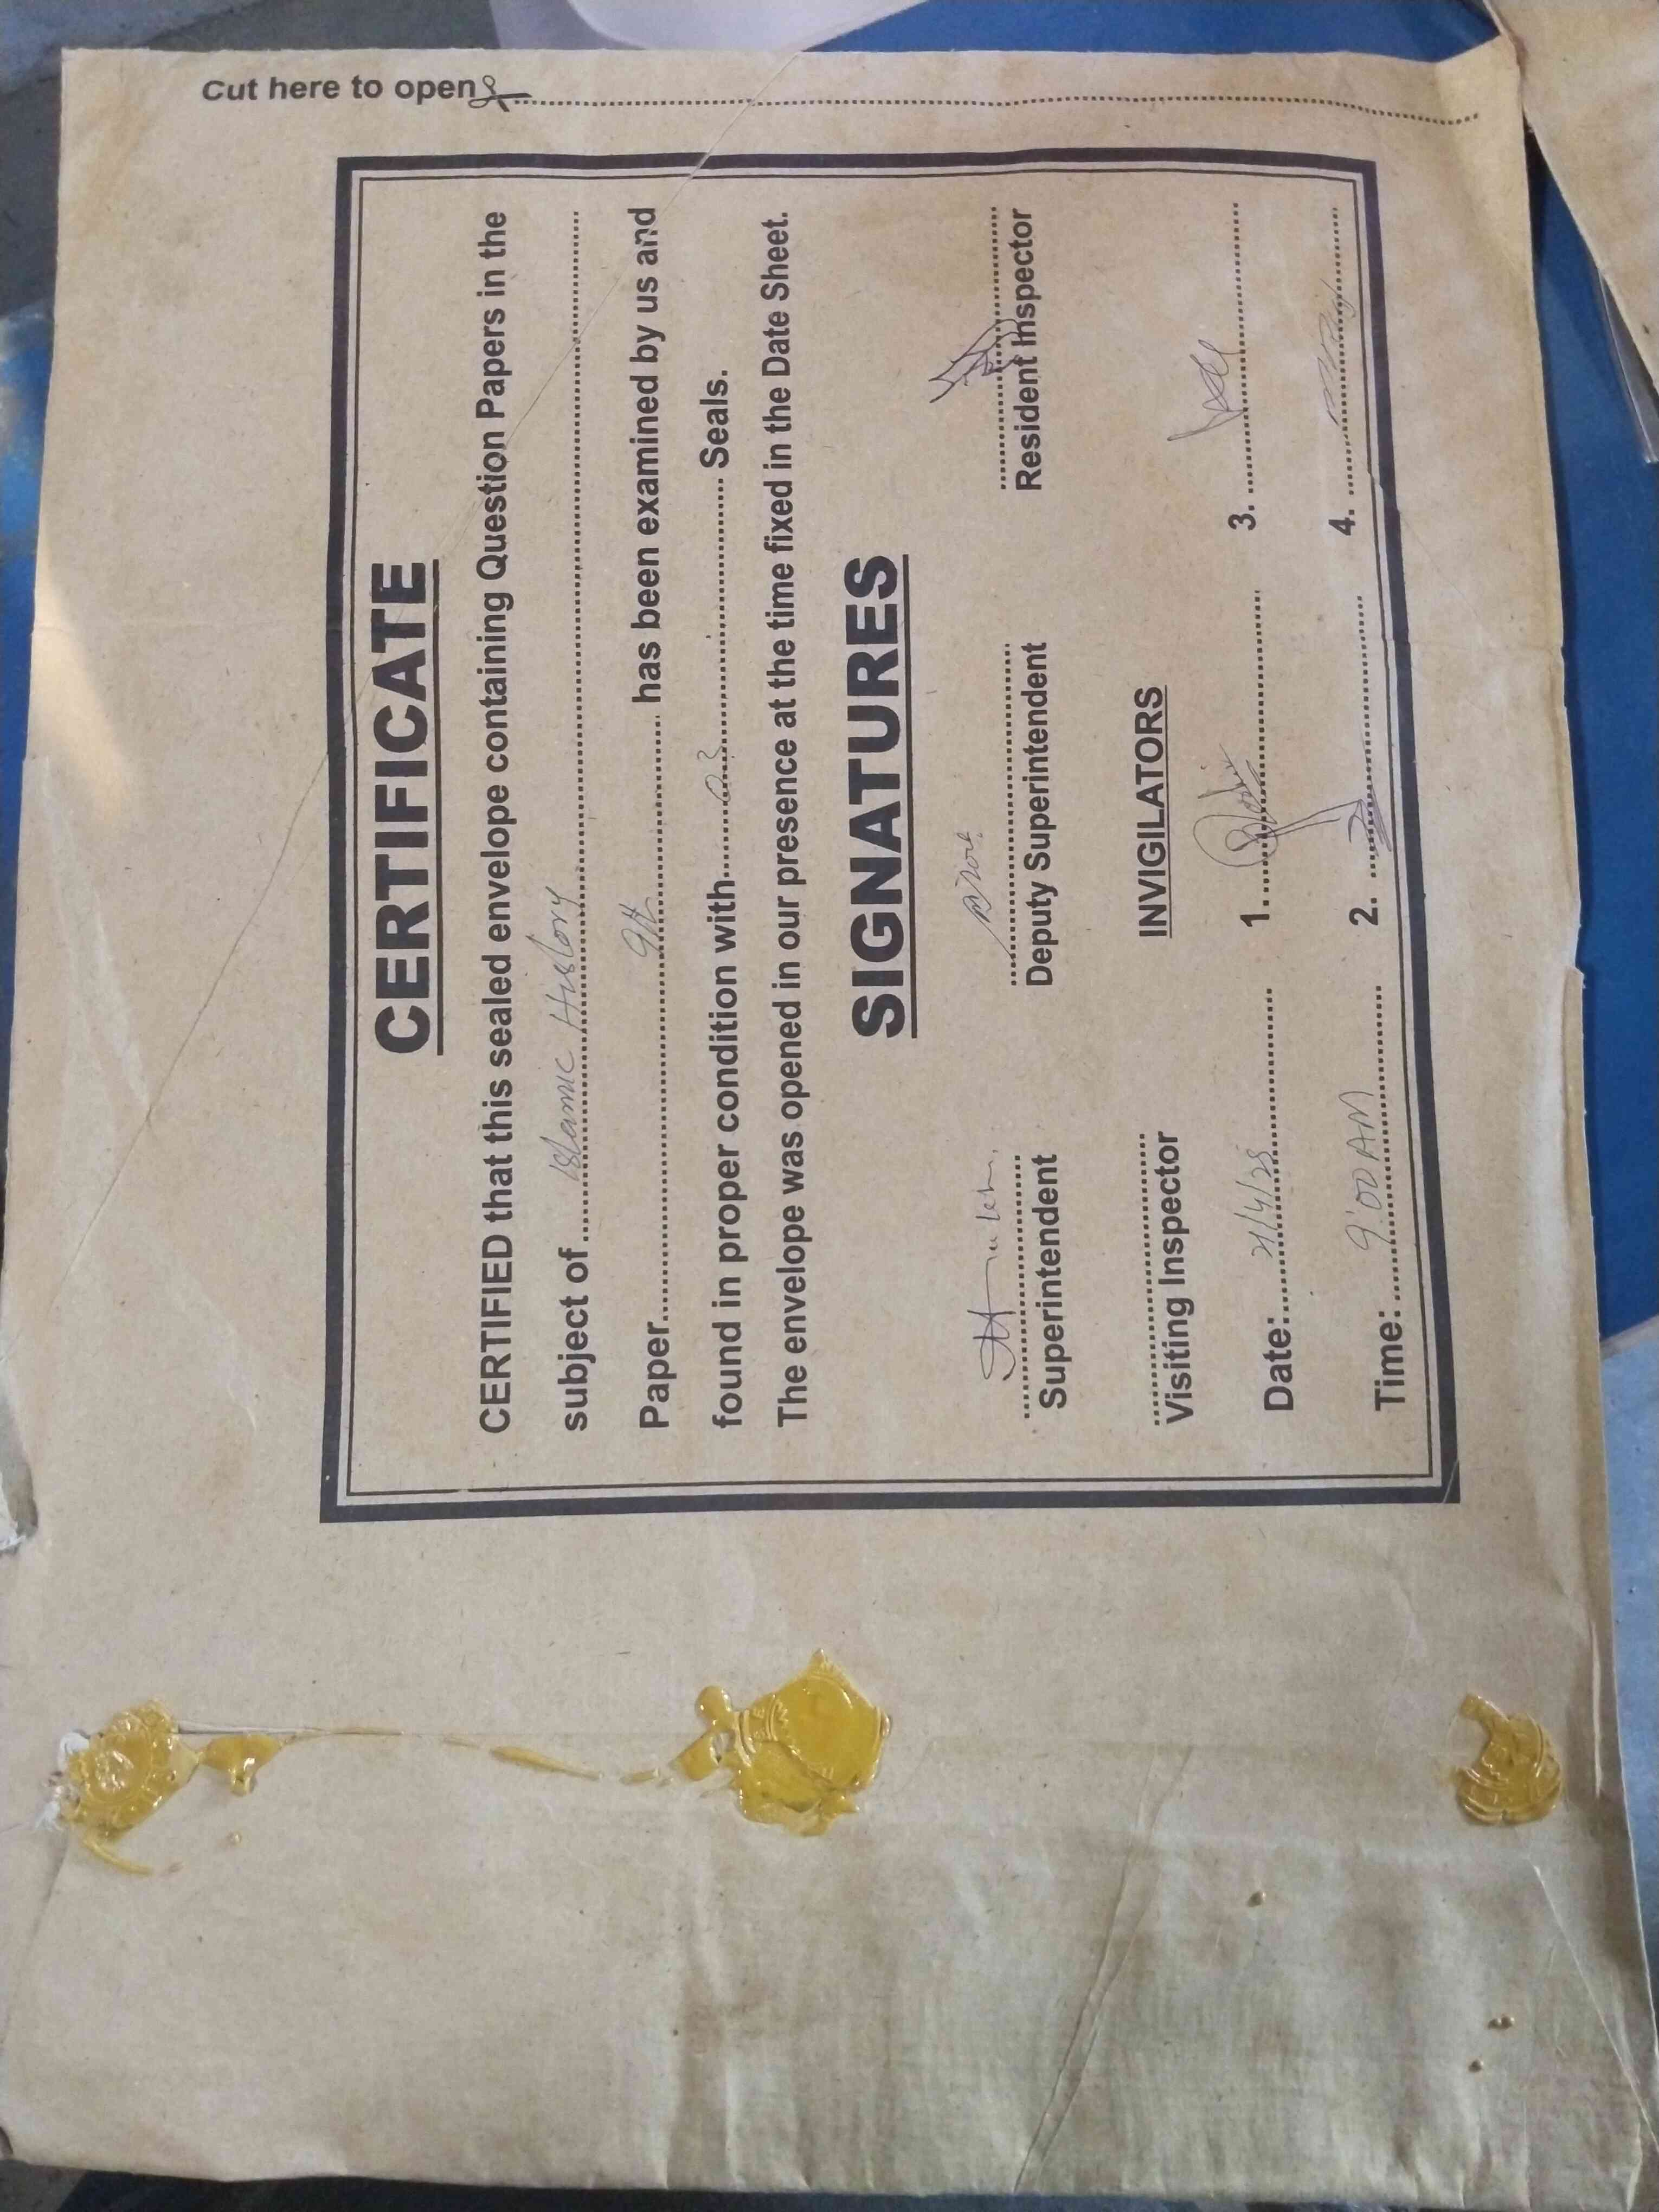 Cut here to open
CERTIFICATE
CERTIFIED that this sealed envelope containing Question Papers in the
subject of Islamic History
Paper 9th has been examined by us and
found in proper condition with 03 Seals.
The envelope was opened in our presence at the time fixed in the Date Sheet.
SIGNATURES
Superintendent Deputy Superintendent Resident Inspector
Visiting Inspector INVIGILATORS
Date: 1. 3.
Time: 9:00 AM 2. 4.